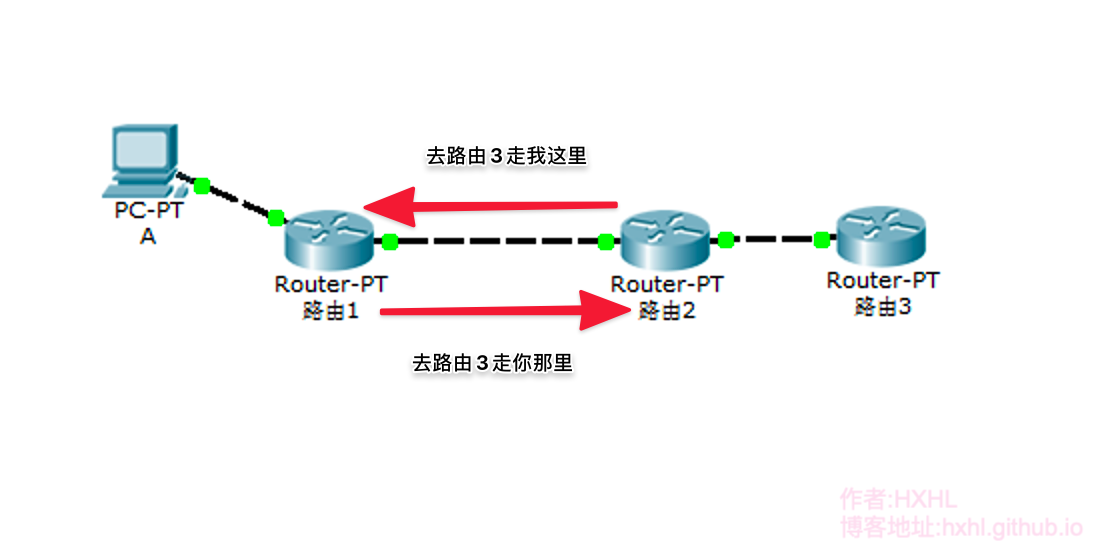 去路由3走我这里
PC-PT
A
Router-PT
路由1
Router-PT
路由2
Router-PT
路由3
去路由3走你那里
作者:HXHL
博客地址:hxhl.github.io